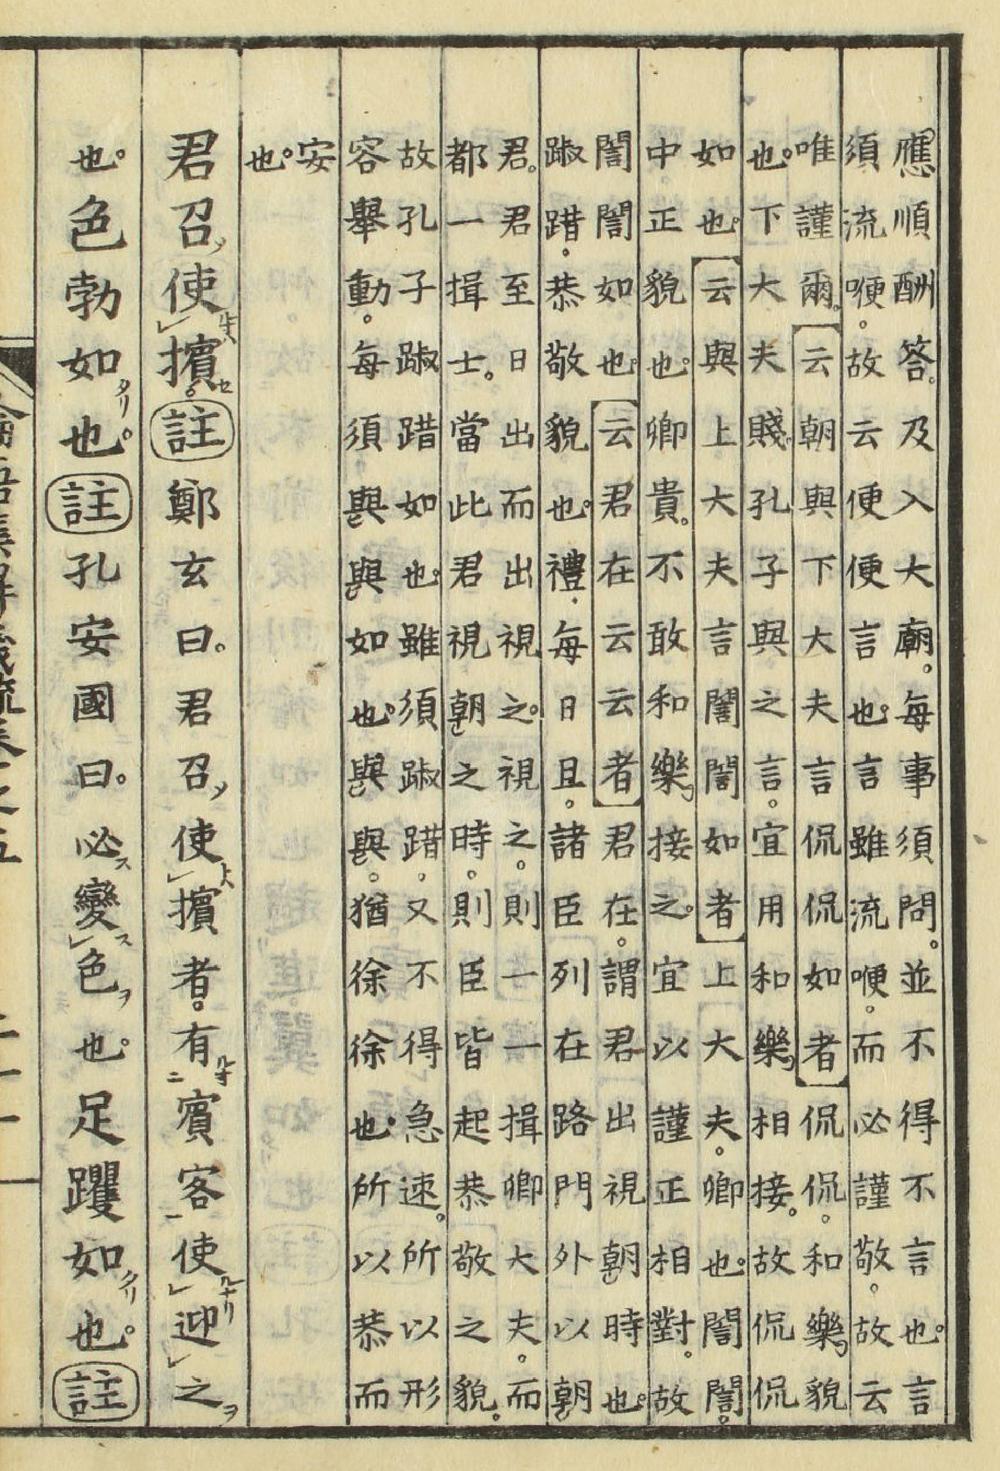 應順酬答。及入大廟。每事須問。並不得不言也。言
須流㗂。故云便便言也。言雖流㗂。而必謹敬。故云
唯謹爾。云朝與下大夫言侃侃如者侃侃。和樂貌
也。下大夫賤。孔子與之言。宜用和樂相接。故侃侃
如也。云與上大夫言誾誾如者上大夫。卿也。誾誾。
中正貌也。卿貴。不敢和樂接之。宜以謹正相對。故
誾誾如也。云君在云云者君在。謂君出視朝時也。
踧踖。恭敬貌也。禮。每日旦。諸臣列在路門外以朝
君。君至日出而出視之。視之。則一一揖卿大夫。而
都一揖士。當此君視朝之時。則臣皆起恭敬之貌。
故孔子踧踖如也。雖須踧踖。又不得急速。所以形
容舉動。每須與與如也。與與。猶徐徐也。所以恭而
安
也。
君召使擯。註鄭玄曰。君召使擯者。有賓客使迎之
也。色勃如也。註孔安國曰。必變色也。足躩如也。註